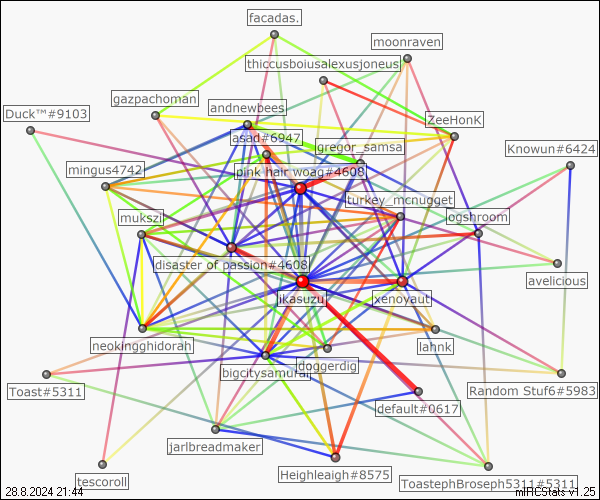 facadas.
moonraven
thiccusboiusalexusjoneus
gazpachoman
andnewbees
Duck™#9103
ZeeHonK
asad#6947
gregor_samsa
Knowun#6424
mingus4742
pink hair woag#4608
turkey_mcnugget
mukszi
ogshroom
disaster of passion#4608
avelicious
jikasuzu
xenoyaut
neokingghidorah
lahnk
doggerdig
bigcitysamurai
Toast#5311
Random Stuf6#5983
default#0617
jarlbreadmaker
Heighleaigh#8575
tescoroll
ToastephBroseph5311#5311
28.8.2024 21:44
mIRCStats v1.25